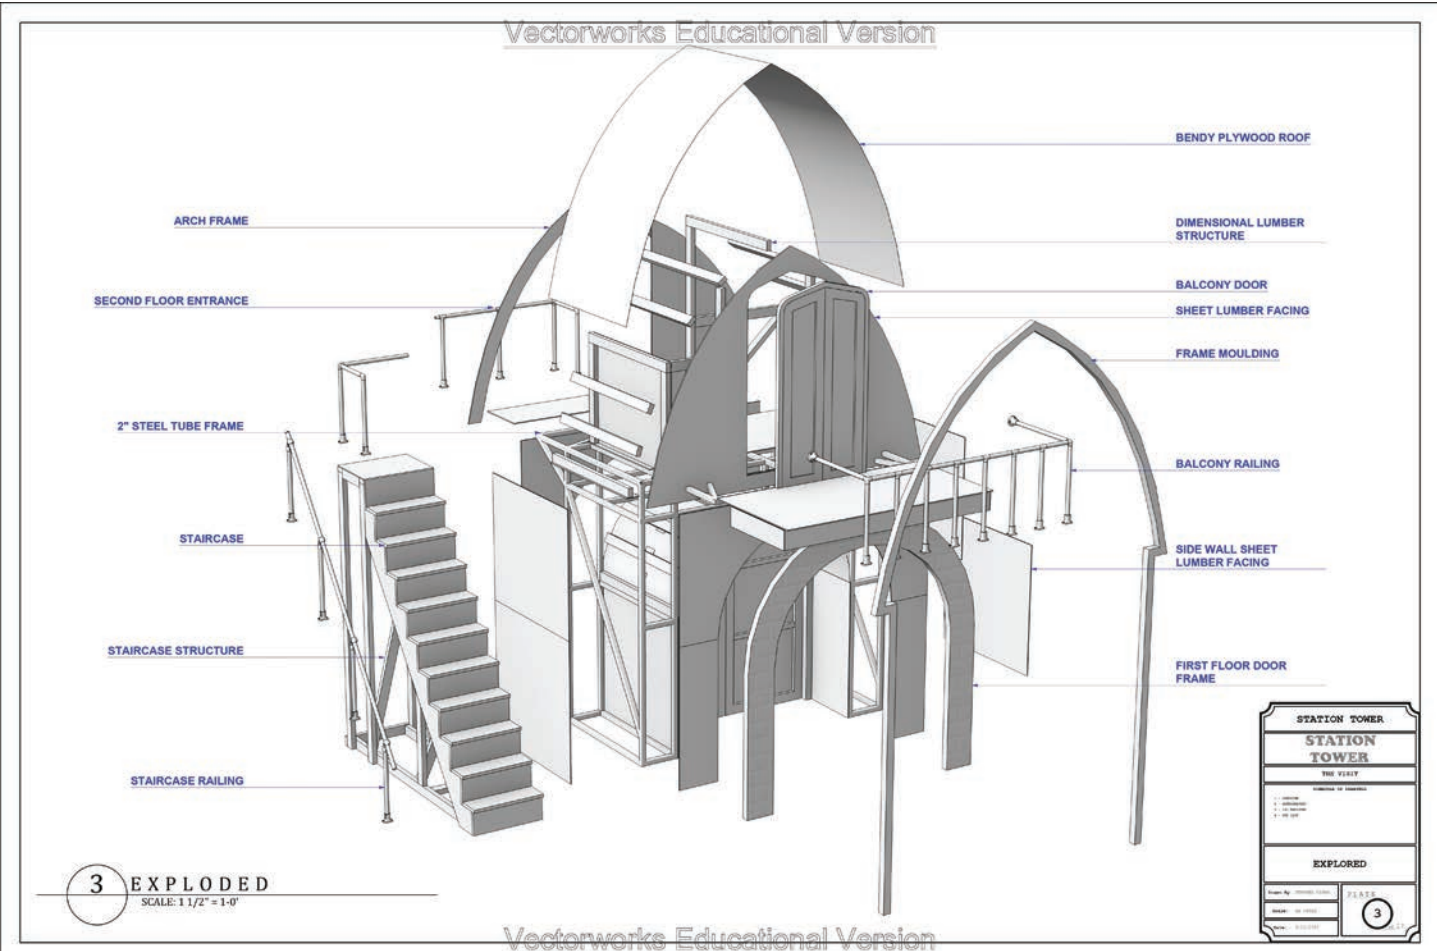 Vectorworks Educational Version
BENDY PLYWOOD ROOF
ARCH FRAME
DIMENSIONAL LUMBER
STRUCTURE
SECOND FLOOR ENTRANCE
BALCONY DOOR
SHEET LUMBER FACING
FRAME MOULDING
2" STEEL TUBE FRAME
BALCONY RAILING
STAIRCASE
SIDE WALL SHEET
LUMBER FACING
STAIRCASE STRUCTURE
FIRST FLOOR DOOR
FRAME
STAIRCASE RAILING
STATION TOWER
STATION
TOWER
THE VISIT
EXPLORED
PLATE
3
3 EXPLODED
SCALE: 1 1/2" = 1-0'
Vectorworks Educational Version